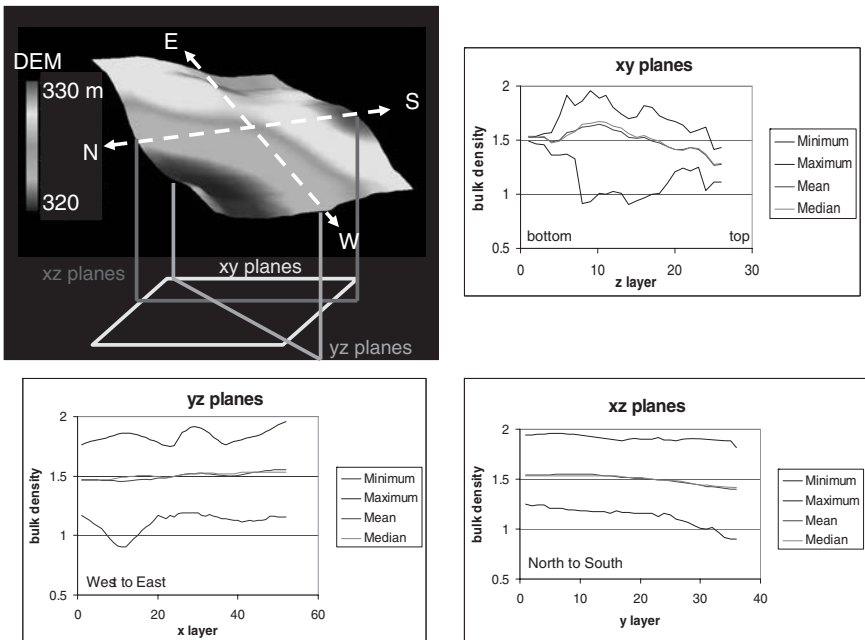 E
DEM
330 m
S
N
320
W
xy planes
xz planes
yz planes
xy planes
2
1.5
1
0.5
bulk density
bottom
top
0
10
20
30
z layer
Minimum
Maximum
Mean
Median
yz planes
2
1.5
1
0.5
bulk density
West to East
0
20
40
60
x layer
Minimum
Maximum
Mean
Median
xz planes
2
1.5
1
0.5
bulk density
North to South
0
10
20
30
40
y layer
Minimum
Maximum
Mean
Median